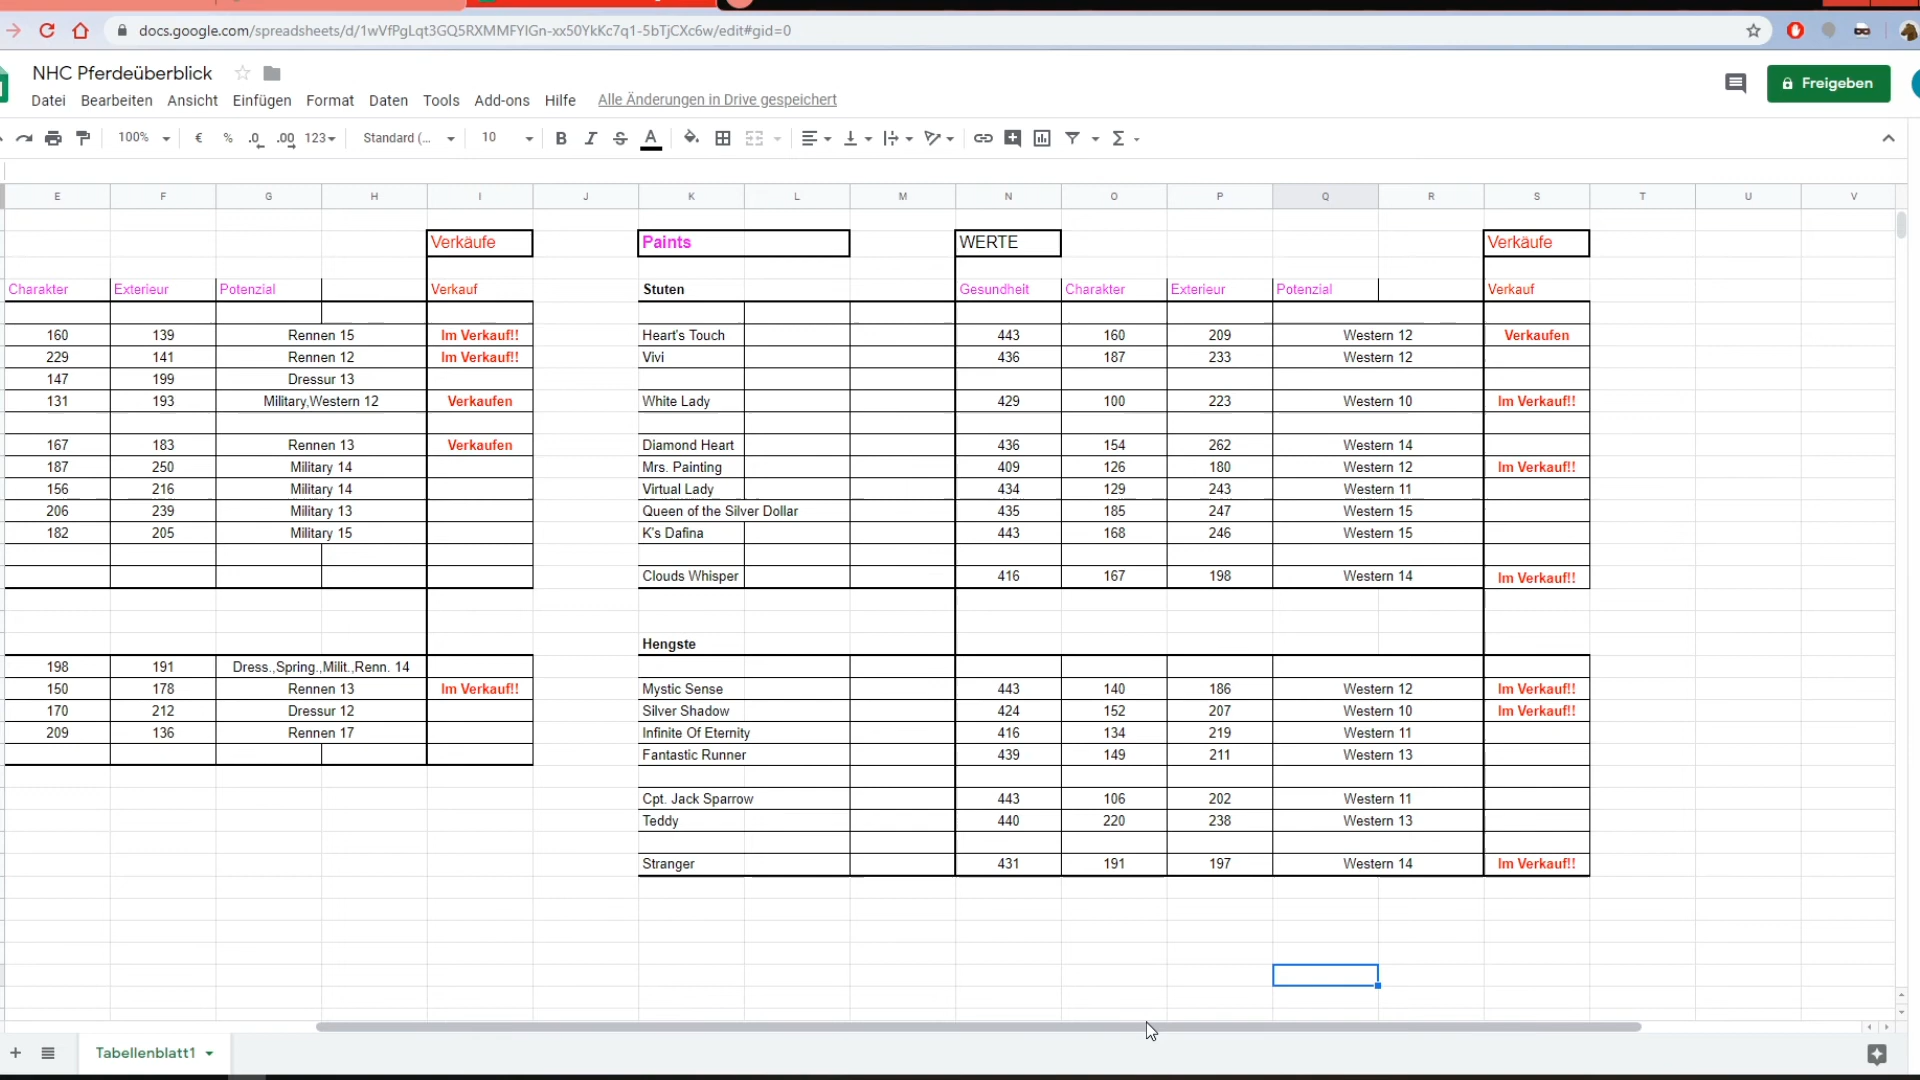 docs.google.com/spreadsheets/d/1wVfPgLqt3GQ5RXMMFYIGn-xx50YkKc7q1-5bTjCXc6w/edit#gid=0
NHC Pferdeüberblick
Freigeben
Datei Bearbeiten Ansicht Einfügen Format Daten Tools Add-ons Hilfe Alle Änderungen in Drive gespeichert
100% € % .0 .00 123 Standard (... 10 B I S A
E F G H I J K L M N O P Q R S T U V
Verkäufe Paints WERTE Verkäufe
Charakter Exterieur Potenzial Verkauf Stuten Gesundheit Charakter Exterieur Potenzial Verkauf
160 139 Rennen 15 Im Verkauf!! Heart's Touch 443 160 209 Western 12 Verkaufen
229 141 Rennen 12 Im Verkauf!! Vivi 436 187 233 Western 12
147 199 Dressur 13
131 193 Military,Western 12 Verkaufen White Lady 429 100 223 Western 10 Im Verkauf!!
167 183 Rennen 13 Verkaufen Diamond Heart 436 154 262 Western 14
187 250 Military 14 Mrs. Painting 409 126 180 Western 12 Im Verkauf!!
156 216 Military 14 Virtual Lady 434 129 243 Western 11
206 239 Military 13 Queen of the Silver Dollar 435 185 247 Western 15
182 205 Military 15 K's Dafina 443 168 246 Western 15
Clouds Whisper 416 167 198 Western 14 Im Verkauf!!
Hengste
198 191 Dress.,Spring.,Milit.,Renn. 14
150 178 Rennen 13 Im Verkauf!! Mystic Sense 443 140 186 Western 12 Im Verkauf!!
170 212 Dressur 12 Silver Shadow 424 152 207 Western 10 Im Verkauf!!
209 136 Rennen 17 Infinite Of Eternity 416 134 219 Western 11
Fantastic Runner 439 149 211 Western 13
Cpt. Jack Sparrow 443 106 202 Western 11
Teddy 440 220 238 Western 13
Stranger 431 191 197 Western 14 Im Verkauf!!
Tabellenblatt1